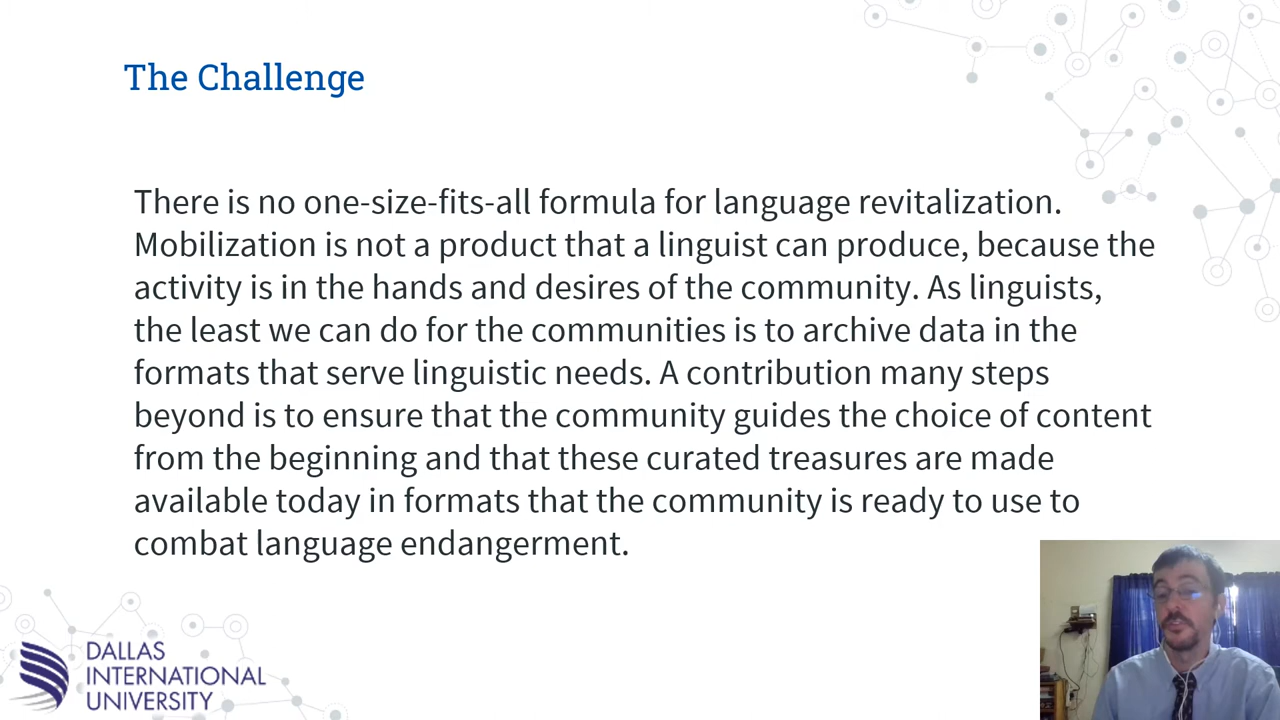 The Challenge
There is no one-size-fits-all formula for language revitalization.
Mobilization is not a product that a linguist can produce, because the
activity is in the hands and desires of the community. As linguists,
the least we can do for the communities is to archive data in the
formats that serve linguistic needs. A contribution many steps
beyond is to ensure that the community guides the choice of content
from the beginning and that these curated treasures are made
available today in formats that the community is ready to use to
combat language endangerment.
DALLAS
INTERNATIONAL
UNIVERSITY